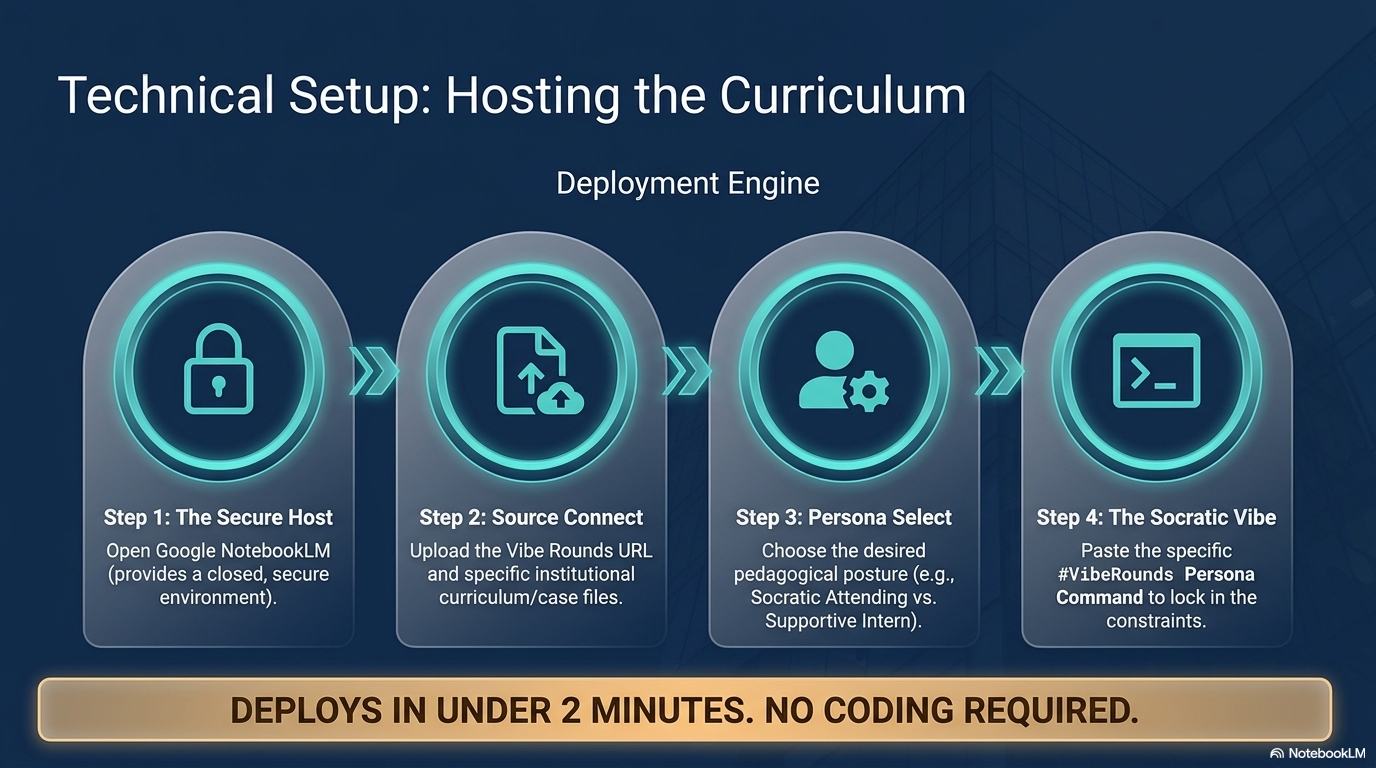 Technical Setup: Hosting the Curriculum
Deployment Engine
Step 1: The Secure Host
Open Google NotebookLM
(provides a closed, secure
environment).
Step 2: Source Connect
Upload the Vibe Rounds URL
and specific institutional
curriculum/case files.
Step 3: Persona Select
Choose the desired
pedagogical posture (e.g.,
Socratic Attending vs.
Supportive Intern).
Step 4: The Socratic Vibe
Paste the specific
#VibeRounds Persona
Command to lock in the
constraints.
DEPLOYS IN UNDER 2 MINUTES. NO CODING REQUIRED.
NotebookLM